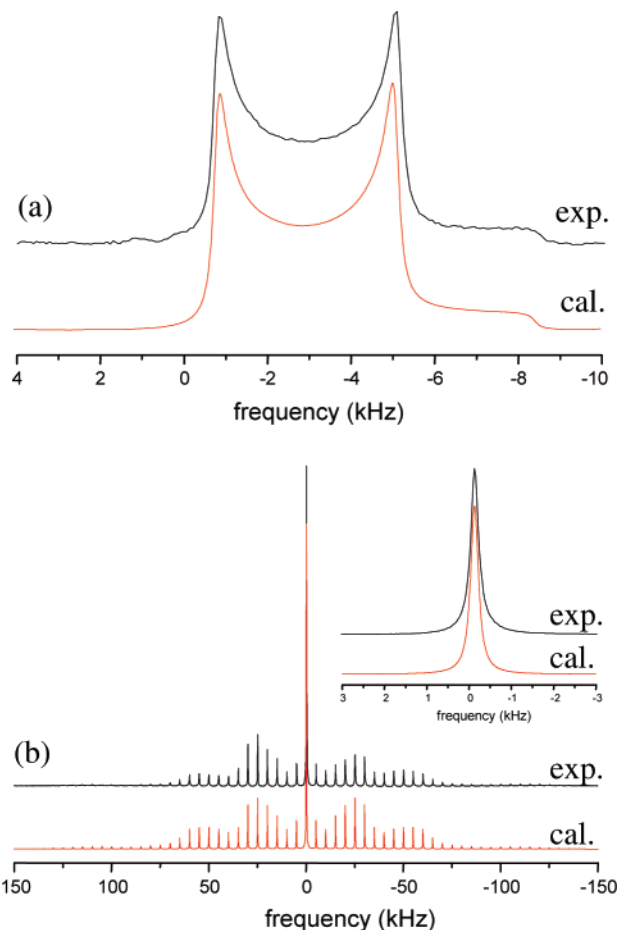 (a)
exp.
cal.
4 2 0 -2 -4 -6 -8 -10
frequency (kHz)
exp.
cal.
3 2 1 0 -1 -2 -3
frequency (kHz)
(b)
exp.
cal.
150 100 50 0 -50 -100 -150
frequency (kHz)